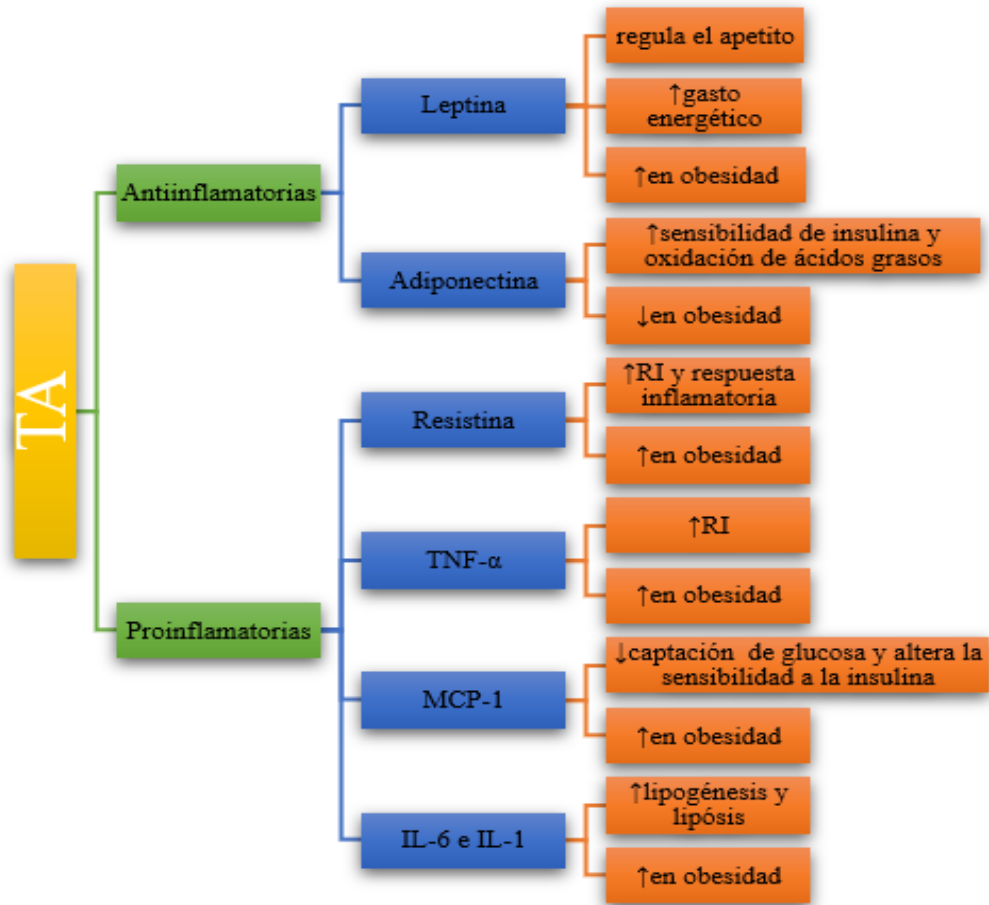 TA
Antiinflamatorias
Leptina
regula el apetito
↑gasto
energético
↑en obesidad
Adiponectina
↑sensibilidad de insulina y
oxidación de ácidos grasos
↓en obesidad
Proinflamatorias
Resistina
↑RI y respuesta
inflamatoria
↑en obesidad
TNF-α
↑RI
↑en obesidad
MCP-1
↓captación de glucosa y altera la
sensibilidad a la insulina
↑en obesidad
IL-6 e IL-1
↑lipogénesis y
lipósis
↑en obesidad